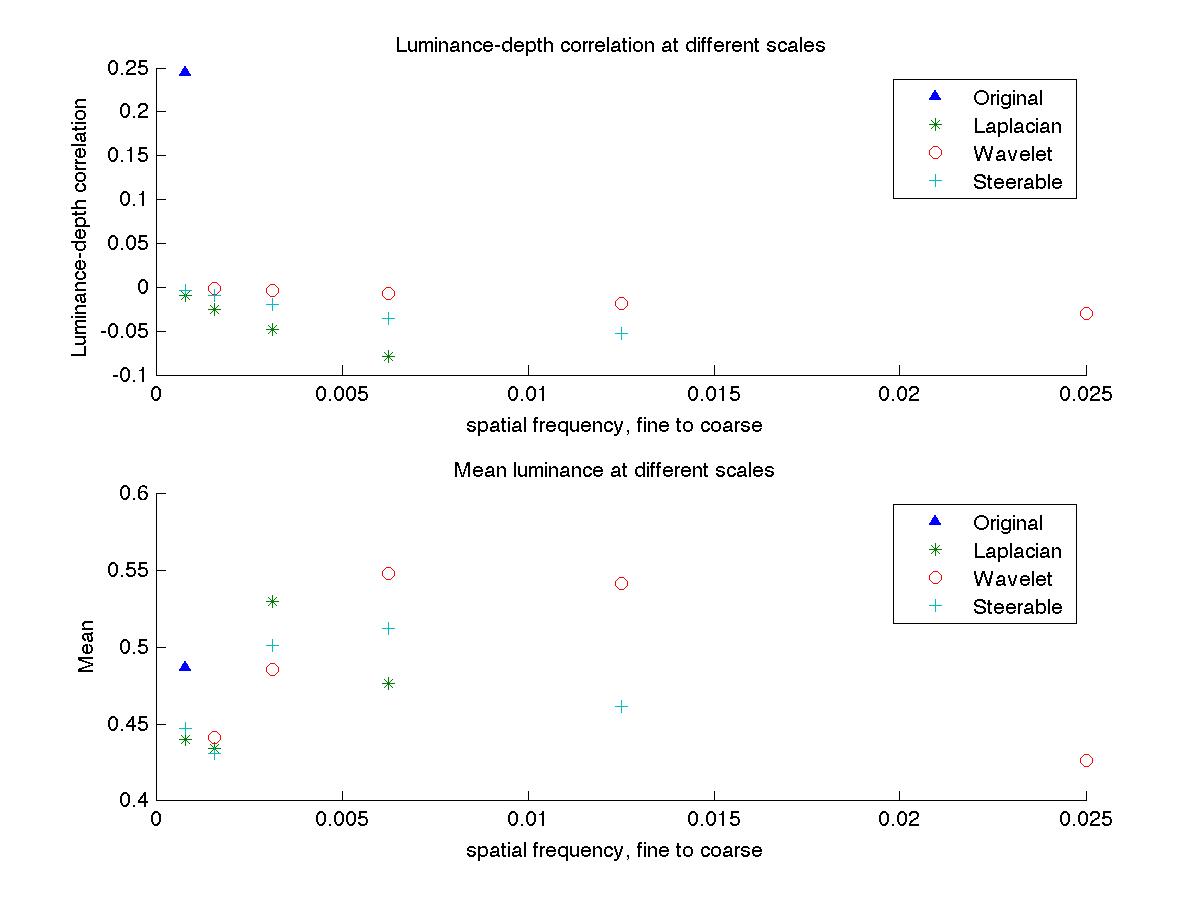 Luminance-depth correlation at different scales
0.25
0.2
0.15
0.1
0.05
0
-0.05
-0.1
Luminance-depth correlation
Original
Laplacian
Wavelet
Steerable
0 0.005 0.01 0.015 0.02 0.025
spatial frequency, fine to coarse
Mean luminance at different scales
0.6
0.55
0.5
0.45
0.4
Mean
Original
Laplacian
Wavelet
Steerable
0 0.005 0.01 0.015 0.02 0.025
spatial frequency, fine to coarse